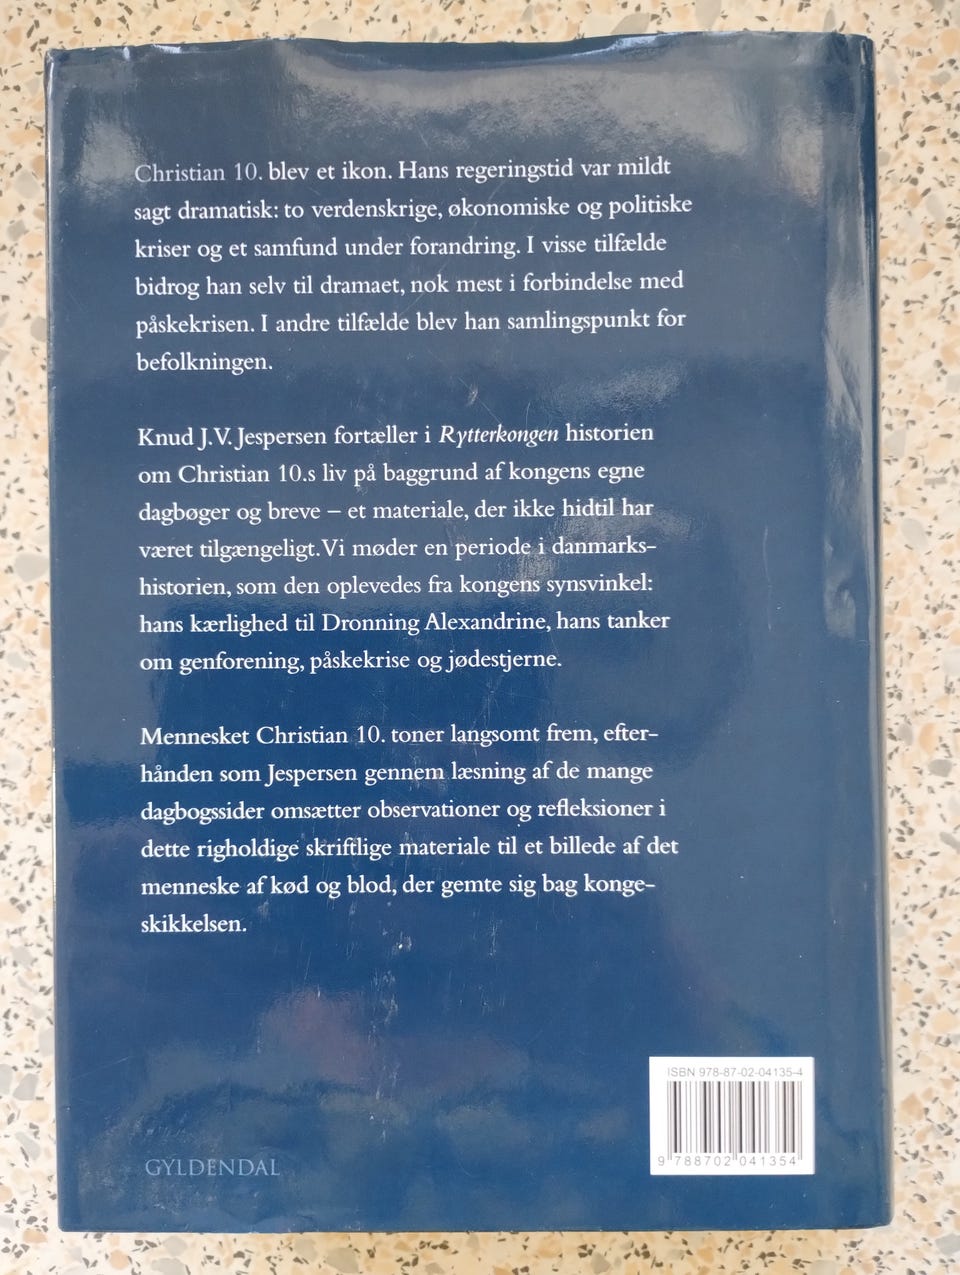 Christian 10. blev et ikon. Hans regeringstid var mildt
sagt dramatisk: to verdenskrige, økonomiske og politiske
kriser og et samfund under forandring. I visse tilfælde
bidrog han selv til dramaet, nok mest i forbindelse med
påskekrisen. I andre tilfælde blev han samlingspunkt for
befolkningen.
Knud J.V. Jespersen fortæller i Rytterkongen historien
om Christian 10.s liv på baggrund af kongens egne
dagbøger og breve – et materiale, der ikke hidtil har
været tilgængeligt. Vi møder en periode i danmarks-
historien, som den oplevedes fra kongens synsvinkel:
hans kærlighed til Dronning Alexandrine, hans tanker
om genforening, påskekrise og jødestjerne.
Mennesket Christian 10. toner langsomt frem, efter-
hånden som Jespersen gennem læsning af de mange
dagbogssider omsætter observationer og refleksioner i
dette righoldige skriftlige materiale til et billede af det
menneske af kød og blod, der gemte sig bag konge-
skikkelsen.
ISBN 978-87-02-04135-4
9 788702 041354
GYLDENDAL